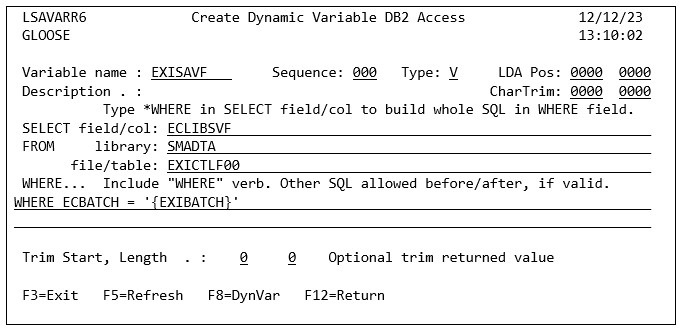 LSAVARR6 Create Dynamic Variable DB2 Access 12/12/23
GLOOSE 13:10:02
Variable name : EXISAVF Sequence: 000 Type: V LDA Pos: 0000 0000
Description . : CharTrim: 0000 0000
Type *WHERE in SELECT field/col to build whole SQL in WHERE field.
SELECT field/col: ECLIBSVF
FROM library: SMADTA
file/table: EXICTLF00
WHERE... Include "WHERE" verb. Other SQL allowed before/after, if valid.
WHERE ECBATCH = '{EXIBATCH}'
Trim Start, Length . : 0 0 Optional trim returned value
F3=Exit F5=Refresh F8=DynVar F12=Return